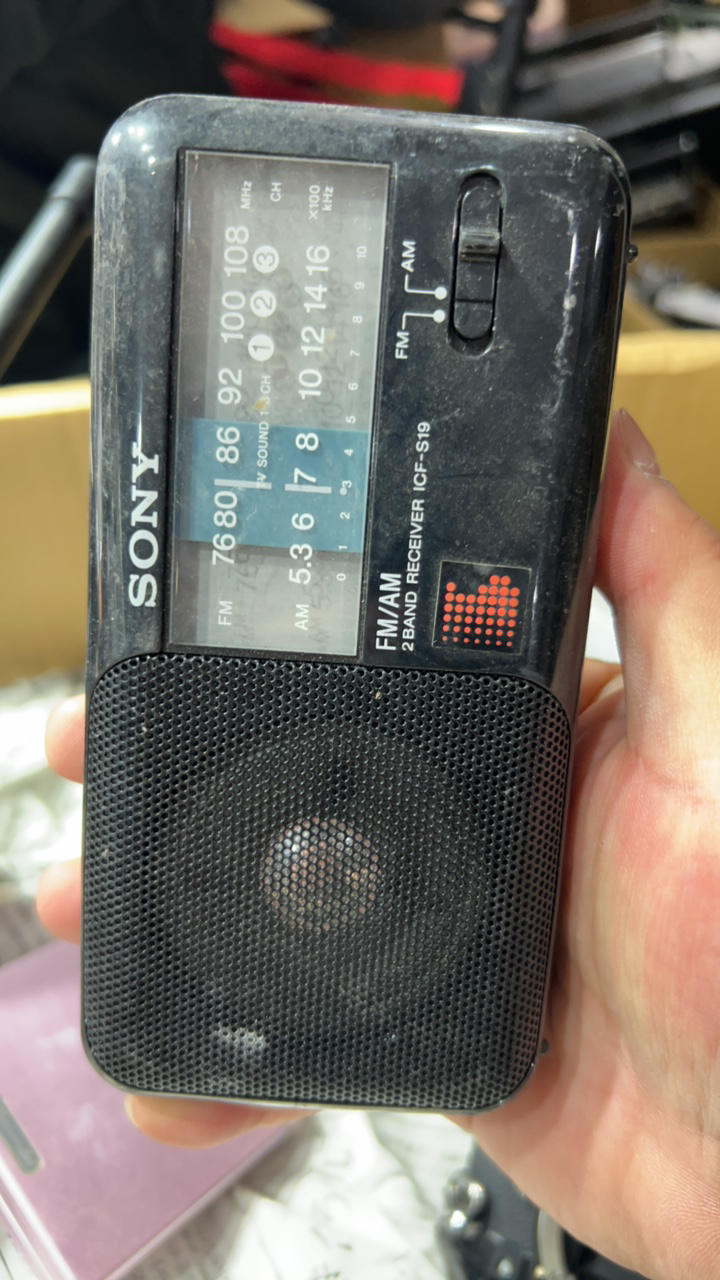 SONY
FM 76 80 86 92 100 108 MHz
TV SOUND 1-3CH 1 2 3 CH
AM 5.3 6 7 8 10 12 14 16 X100 kHz
0 1 2 3 4 5 6 7 8 9 10
FM AM
FM/AM
2 BAND RECEIVER ICF-S19